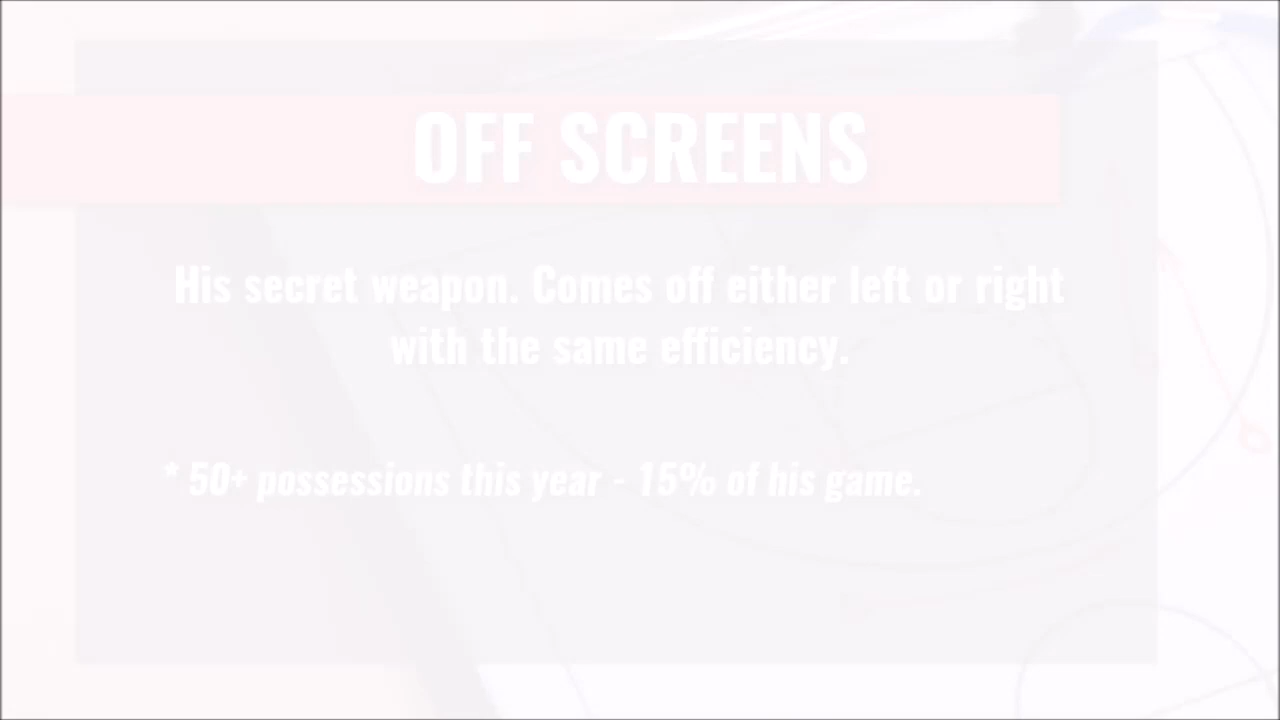 OFF SCREENS
His secret weapon. Comes off either left or right
with the same efficiency.
* 50+ possessions this year - 15% of his game.